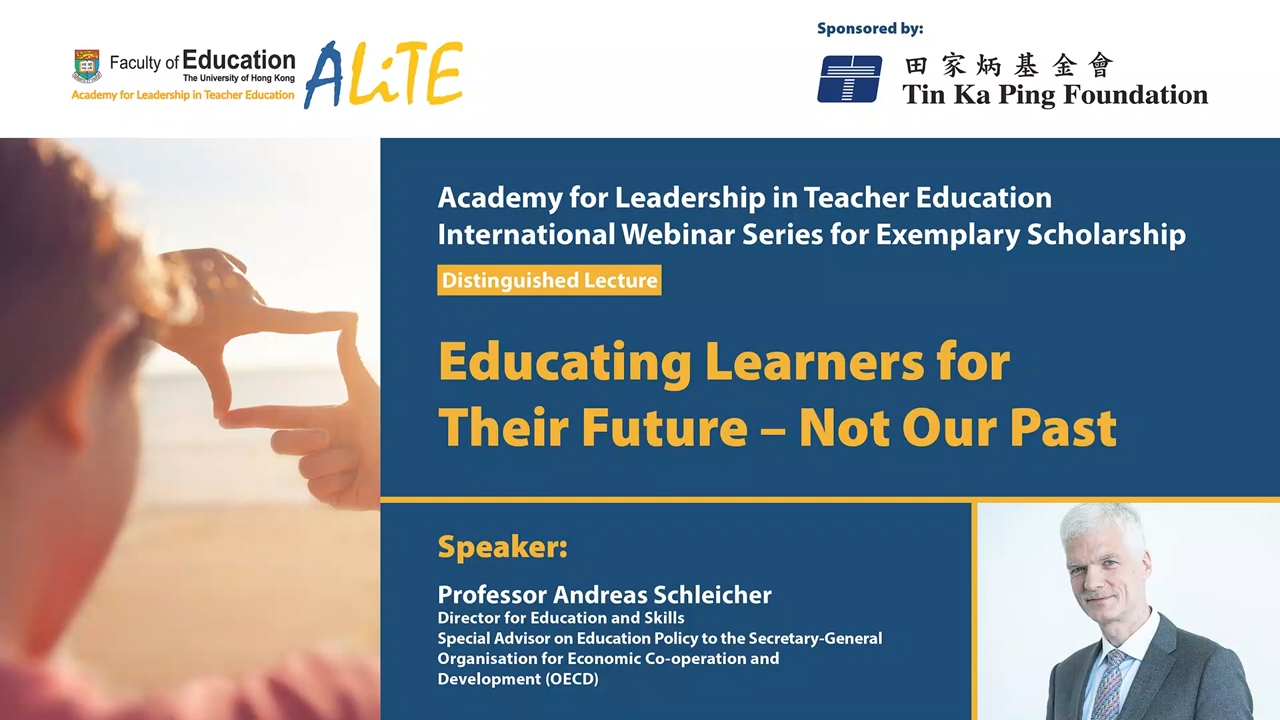 Faculty of Education
The University of Hong Kong
Academy for Leadership in Teacher Education
ALiTE
Sponsored by:
田家炳基金會
Tin Ka Ping Foundation
Academy for Leadership in Teacher Education
International Webinar Series for Exemplary Scholarship
Distinguished Lecture
Educating Learners for
Their Future – Not Our Past
Speaker:
Professor Andreas Schleicher
Director for Education and Skills
Special Advisor on Education Policy to the Secretary-General
Organisation for Economic Co-operation and
Development (OECD)